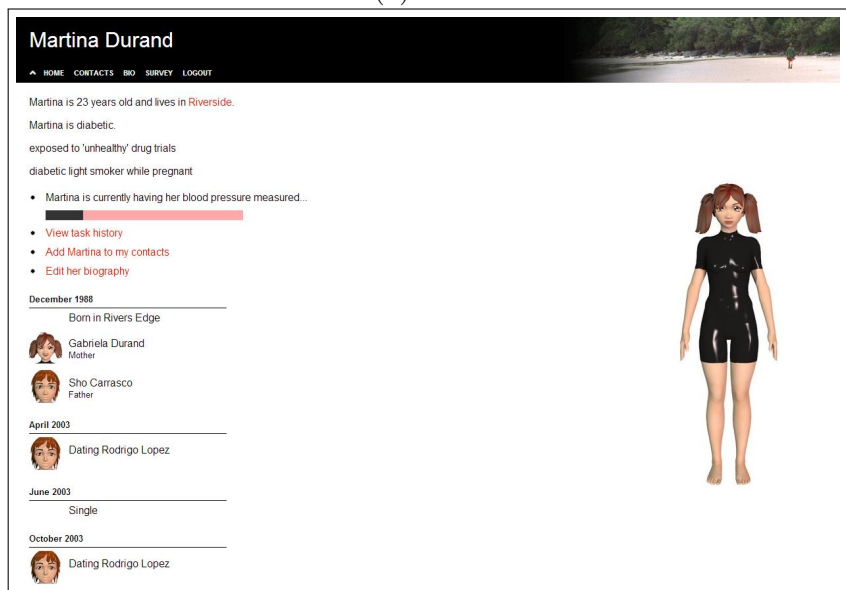 Martina Durand
HOME CONTACTS BIO SURVEY LOGOUT
Martina is 23 years old and lives in Riverside.
Martina is diabetic.
exposed to 'unhealthy' drug trials
diabetic light smoker while pregnant
Martina is currently having her blood pressure measured...
View task history
Add Martina to my contacts
Edit her biography
December 1988
Born in Rivers Edge
Gabriela Durand
Mother
Sho Carrasco
Father
April 2003
Dating Rodrigo Lopez
June 2003
Single
October 2003
Dating Rodrigo Lopez